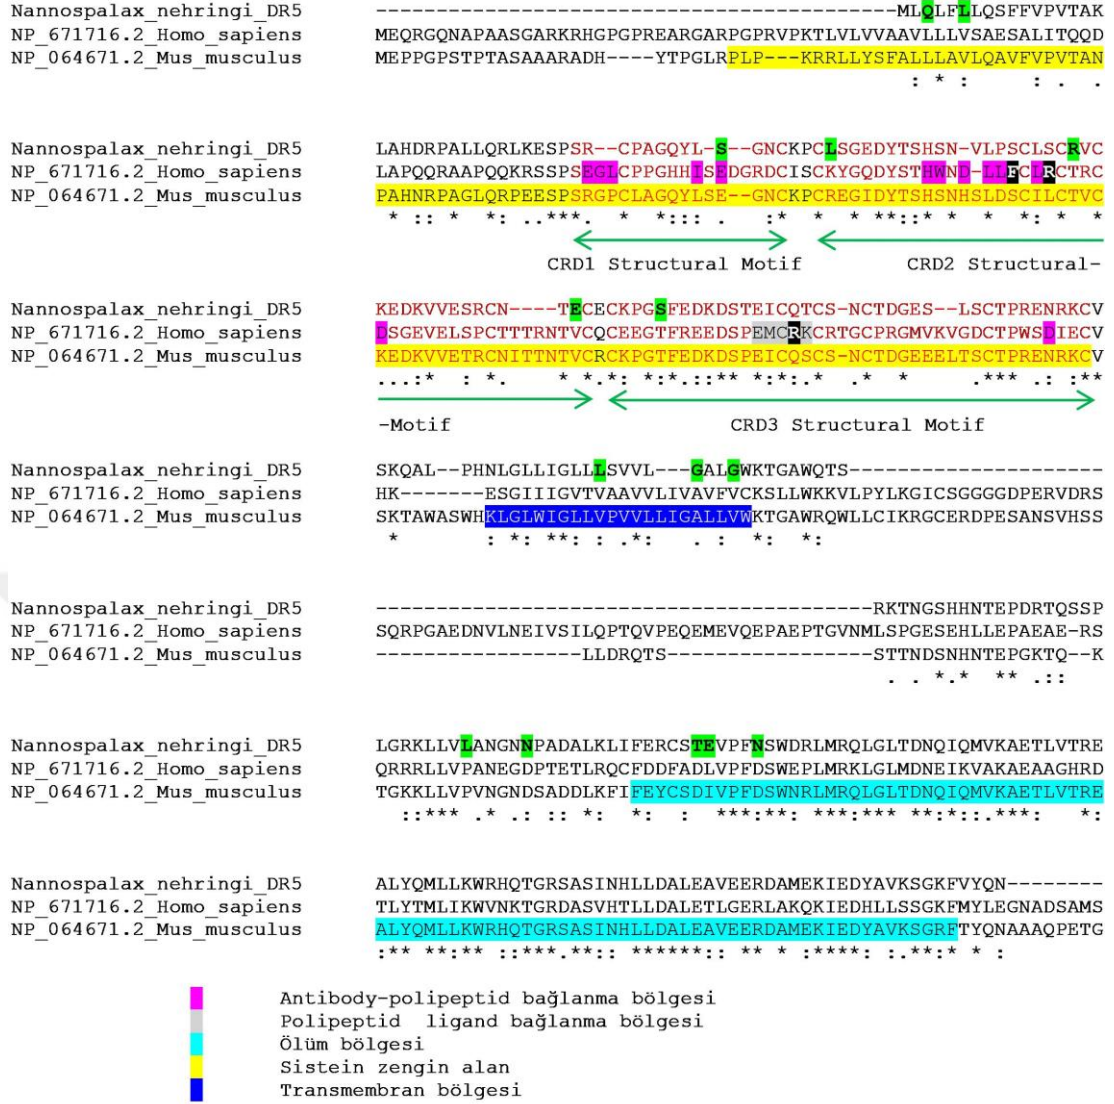 Nannospalax_nehringi_DR5 -------------------------------------------MLQLFLLQSFFVPVTAK
NP_671716.2_Homo_sapiens MEQRGQNAPAASGARKRHGPGPREARGARPGPRVPKTLVLVVAAVLLLVSAESALITQQD
NP_064671.2_Mus_musculus MEPPGPSTPTASAAARADH----YTPGLRPLP---KRRLLYSFALLLAVLQAVFVPVTAN
: * : : . .
Nannospalax_nehringi_DR5 LAHDRPALLQRLKESPSR--CPAGQYL-S--GNCKPCLSGEDYTSHSN-VLPSCLSCRVC
NP_671716.2_Homo_sapiens LAPQQRAAPQQKRSSPSEGLCPPGHHISEDGRDCISCKYGQDYSTHWND-LLFCLRCTRC
NP_064671.2_Mus_musculus PAHNRPAGLQRPEESPSRGPCLAGQYLSE--GNCKPCREGIDYTSHSNHSLDSCILCTVC
* :: * *: .***. * *::: . :* * * **::* * * *: * *
CRD1 Structural Motif CRD2 Structural-
Nannospalax_nehringi_DR5 KEDKVVESRCN----TECECKPGSFEDKDSTEICQTCS-NCTDGES--LSCTPRENRKCV
NP_671716.2_Homo_sapiens DSGEVELSPCTTTRNTVCQCEEGTFREEDSPEMCRKCRTGCPRGMVKVGDCTPWSDIECV
NP_064671.2_Mus_musculus KEDKVVETRCNITTNTVCRCKPGTFEDKDSPEICQSCS-NCTDGEEELTSCTPRENRKCV
...:* : *. * *.*: *:*.::** *:*: * .* * .*** .: :**
-Motif CRD3 Structural Motif
Nannospalax_nehringi_DR5 SKQAL--PHNLGLLIGLLLSVVL---GALGWKTGAWQTS---------------------
NP_671716.2_Homo_sapiens HK-------ESGIIIGVTVAAVVLIVAVFVCKSLLWKKVLPYLKGICSGGGGDPERVDRS
NP_064671.2_Mus_musculus SKTAWASWHKLGLWIGLLVPVVLLIGALLVWKTGAWRQWLLCIKRGCERDPESANSVHSS
* : *: **: : .*: . : *: *:
Nannospalax_nehringi_DR5 -----------------------------------------RKTNGSHHNTEPDRTQSSP
NP_671716.2_Homo_sapiens SQRPGAEDNVLNEIVSILQPTQVPEQEMEVQEPAEPTGVNMLSPGESEHLLEPAEAE-RS
NP_064671.2_Mus_musculus -----------------LLDRQTS-----------------STTNDSNHNTEPGKTQ--K
. . *.* ** .::
Nannospalax_nehringi_DR5 LGRKLLVLANGNNPADALKLIFERCSTEVPFNSWDRLMRQLGLTDNQIQMVKAETLVTRE
NP_671716.2_Homo_sapiens QRRRLLVPANEGDPTETLRQCFDDFADLVPFDSWEPLMRKLGLMDNEIKVAKAEAAGHRD
NP_064671.2_Mus_musculus TGKKLLVPVNGNDSADDLKFIFEYCSDIVPFDSWNRLMRQLGLTDNQIQMVKAETLVTRE
::*** .* .: :: *: *: : ***:**: ***:*** **:*::.***: *:
Nannospalax_nehringi_DR5 ALYQMLLKWRHQTGRSASINHLLDALEAVEERDAMEKIEDYAVKSGKFVYQN--------
NP_671716.2_Homo_sapiens TLYTMLIKWVNKTGRDASVHTLLDALETLGERLAKQKIEDHLLSSGKFMYLEGNADSAMS
NP_064671.2_Mus_musculus ALYQMLLKWRHQTGRSASINHLLDALEAVEERDAMEKIEDYAVKSGRFTYQNAAAQPETG
:** **:** ::***.**:: ******:: ** * :****: :.**:* * :
Antibody-polipeptid bağlanma bölgesi
Polipeptid ligand bağlanma bölgesi
Ölüm bölgesi
Sistein zengin alan
Transmembran bölgesi